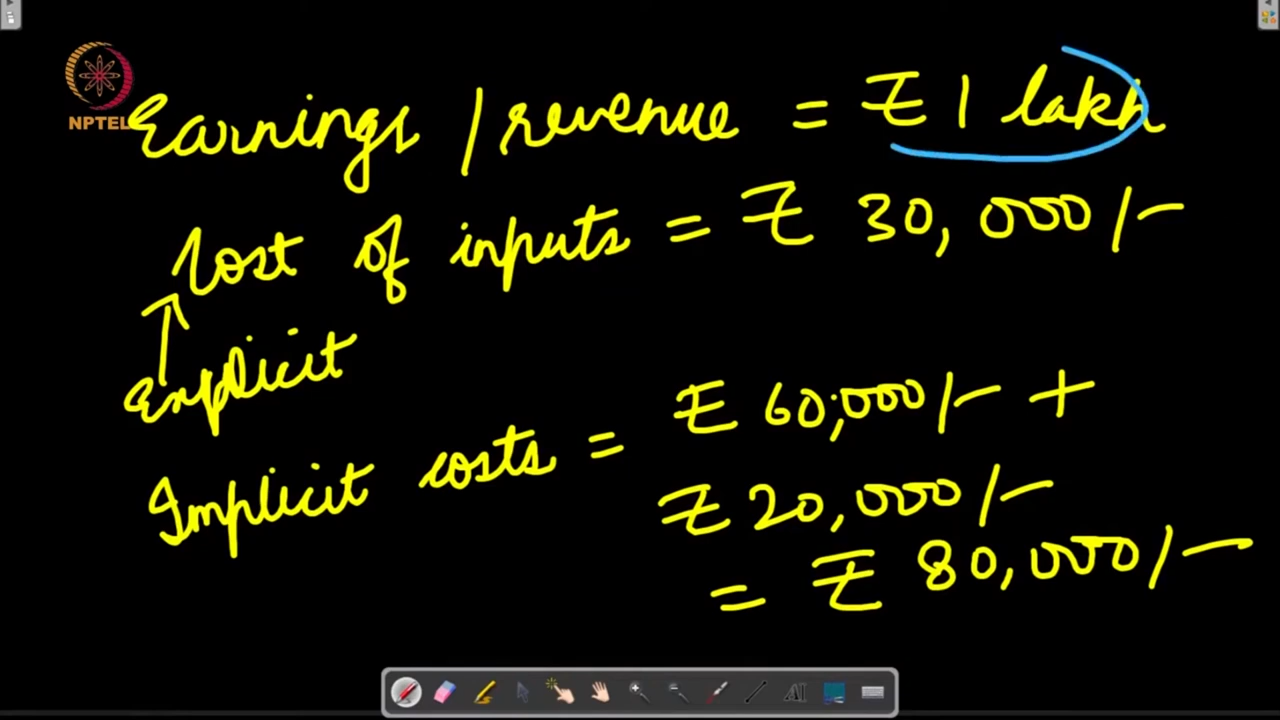 NPTEL
Earnings / revenue = ₹ 1 lakh
Cost of inputs = ₹ 30,000/-
Explicit
Implicit costs = ₹ 60,000/- +
₹ 20,000/-
= ₹ 80,000/-
AI